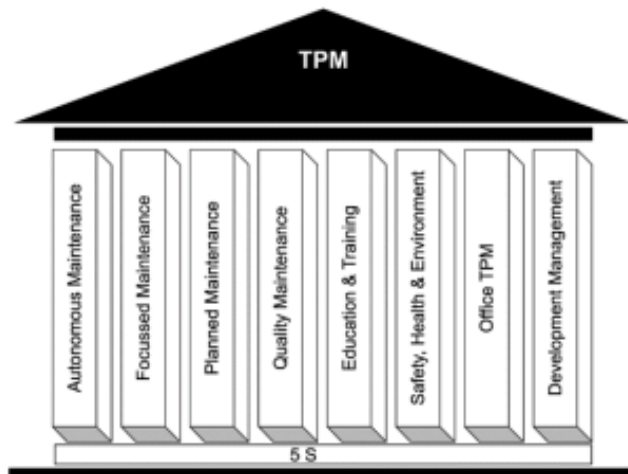 TPM
Autonomous Maintenance
Focussed Maintenance
Planned Maintenance
Quality Maintenance
Education & Training
Safety, Health & Environment
Office TPM
Development Management
5 S